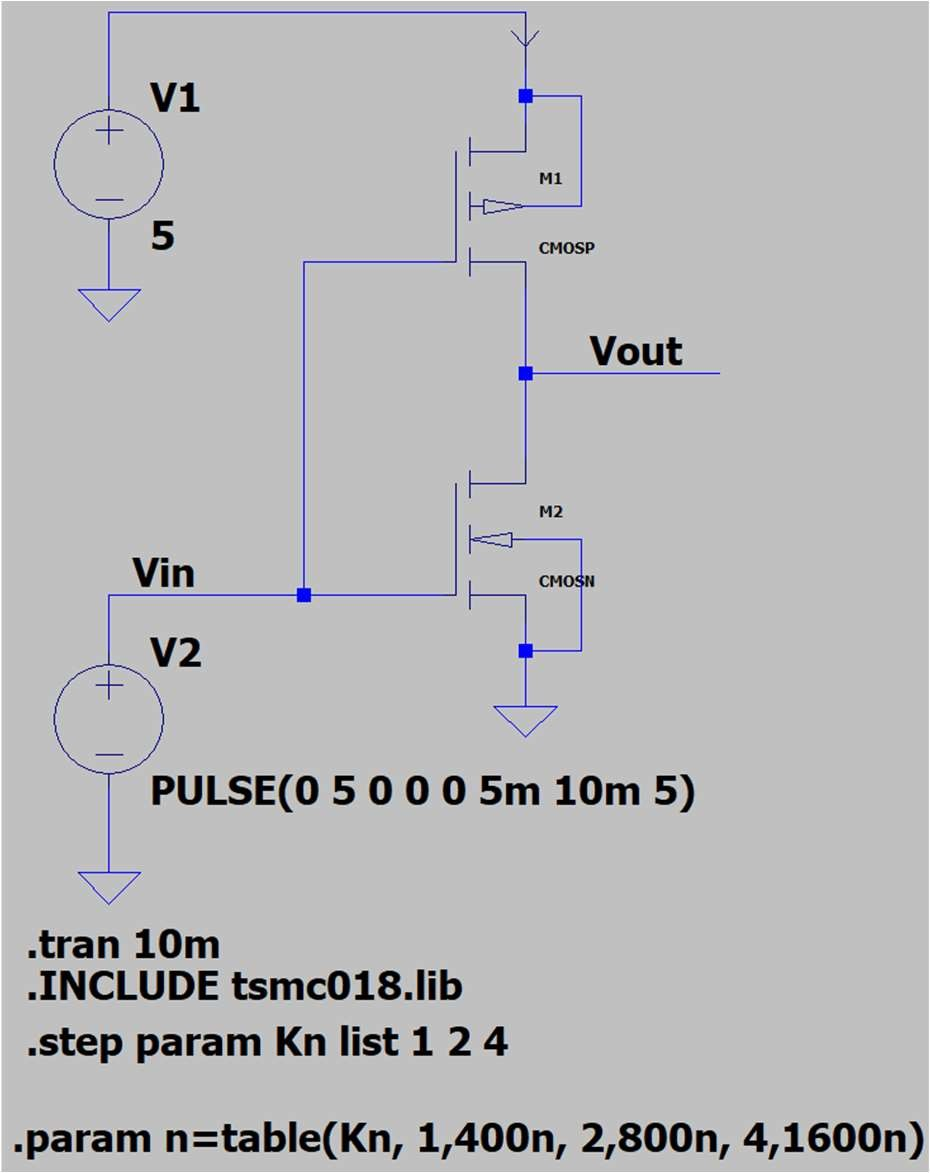 V1
+
5
M1
CMOSP
Vout
M2
CMOSN
Vin
V2
+
PULSE(0 5 0 0 0 5m 10m 5)
.tran 10m
.INCLUDE tsmc018.lib
.step param Kn list 1 2 4
.param n=table(Kn, 1,400n, 2,800n, 4,1600n)